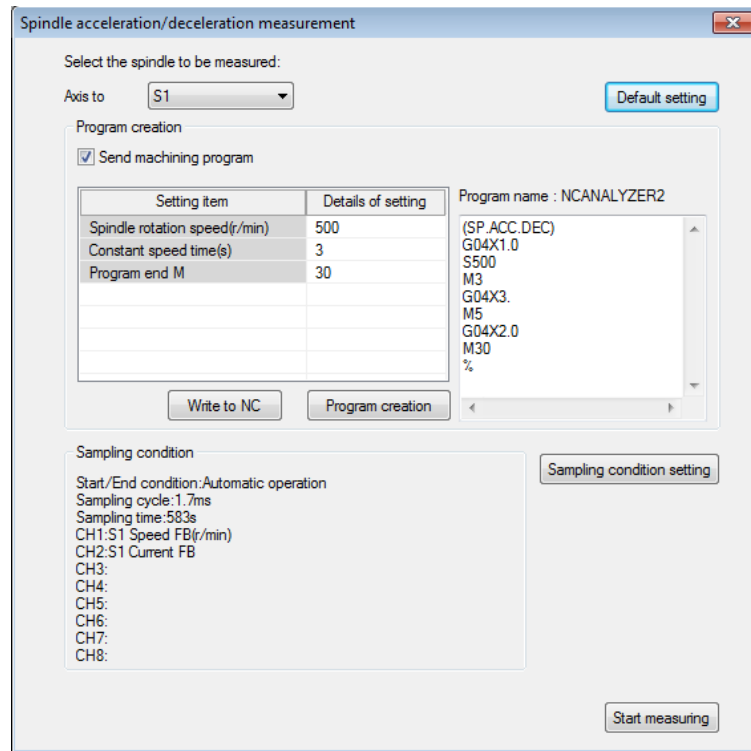 Spindle acceleration/deceleration measurement
Select the spindle to be measured:
Axis to S1 Default setting
Program creation
Send machining program
Setting item Details of setting
Spindle rotation speed(r/min) 500
Constant speed time(s) 3
Program end M 30
Write to NC Program creation
Program name : NCANALYZER2
(SP.ACC.DEC)
G04X1.0
S500
M3
G04X3.
M5
G04X2.0
M30
%
Sampling condition
Start/End condition:Automatic operation
Sampling cycle:1.7ms
Sampling time:583s
CH1:S1 Speed FB(r/min)
CH2:S1 Current FB
CH3:
CH4:
CH5:
CH6:
CH7:
CH8:
Sampling condition setting
Start measuring